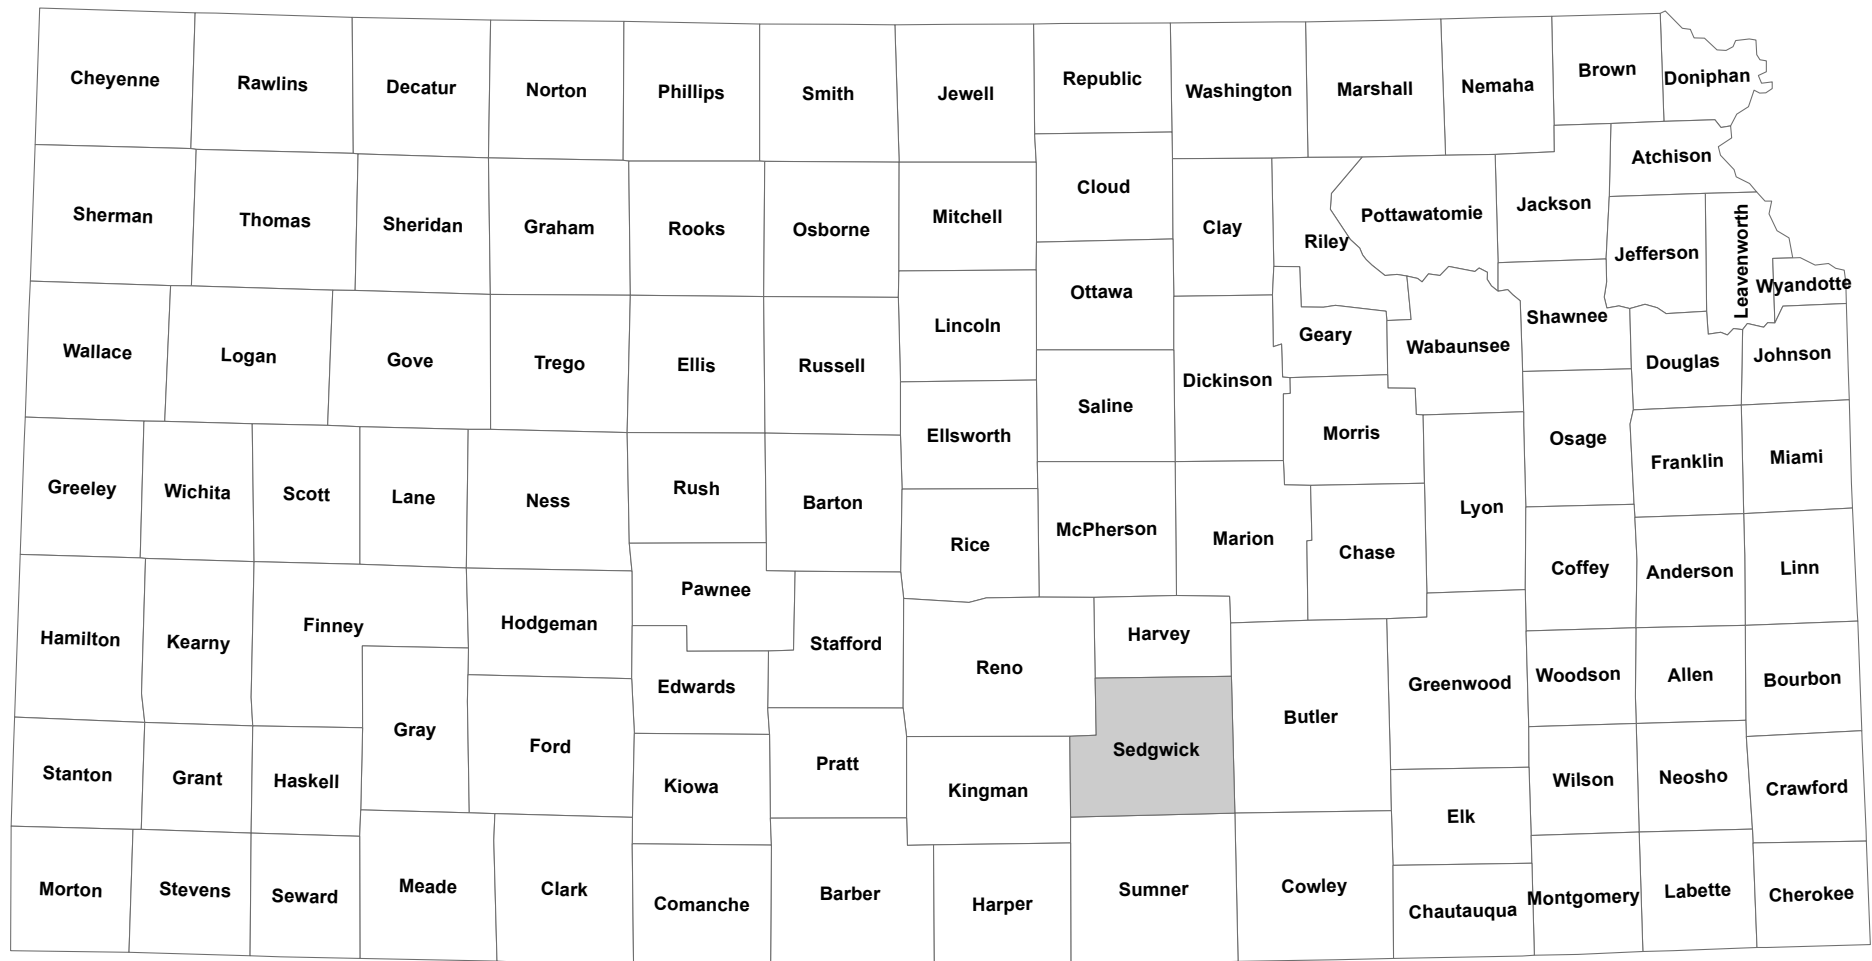 Cheyenne
Rawlins
Decatur
Norton
Phillips
Smith
Jewell
Republic
Washington
Marshall
Nemaha
Brown
Doniphan
Sherman
Thomas
Sheridan
Graham
Rooks
Osborne
Mitchell
Cloud
Clay
Riley
Pottawatomie
Jackson
Atchison
Jefferson
Leavenworth
Wyandotte
Wallace
Logan
Gove
Trego
Ellis
Russell
Lincoln
Ottawa
Dickinson
Geary
Wabaunsee
Shawnee
Douglas
Johnson
Ellsworth
Saline
Morris
Osage
Franklin
Miami
Greeley
Wichita
Scott
Lane
Ness
Rush
Barton
Rice
McPherson
Marion
Chase
Lyon
Coffey
Anderson
Linn
Hamilton
Kearny
Finney
Hodgeman
Pawnee
Stafford
Edwards
Reno
Harvey
Greenwood
Woodson
Allen
Bourbon
Gray
Ford
Sedgwick
Butler
Stanton
Grant
Haskell
Kiowa
Pratt
Kingman
Elk
Wilson
Neosho
Crawford
Morton
Stevens
Seward
Meade
Clark
Comanche
Barber
Harper
Sumner
Cowley
Chautauqua
Montgomery
Labette
Cherokee